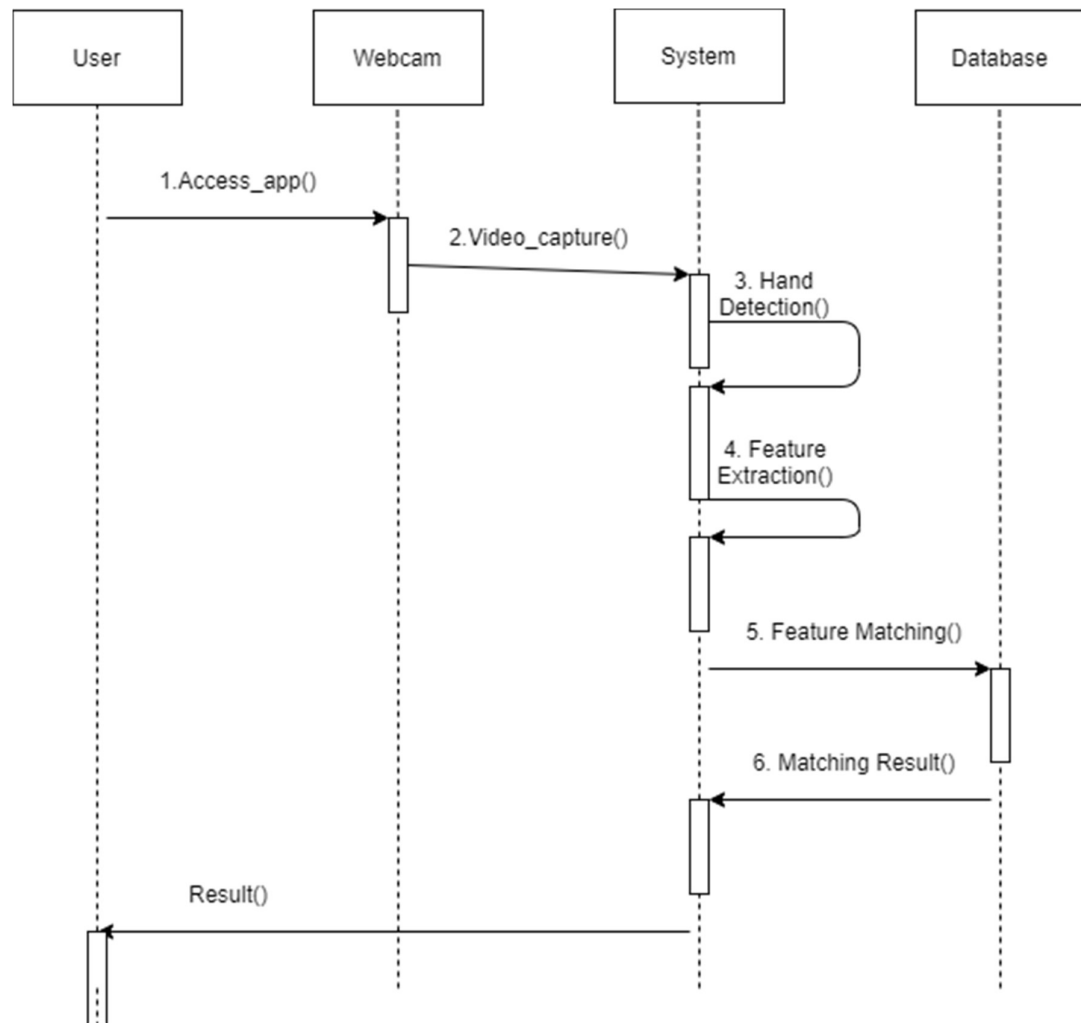 User
Webcam
System
Database
1.Access_app()
2.Video_capture()
3. Hand
Detection()
4. Feature
Extraction()
5. Feature Matching()
6. Matching Result()
Result()